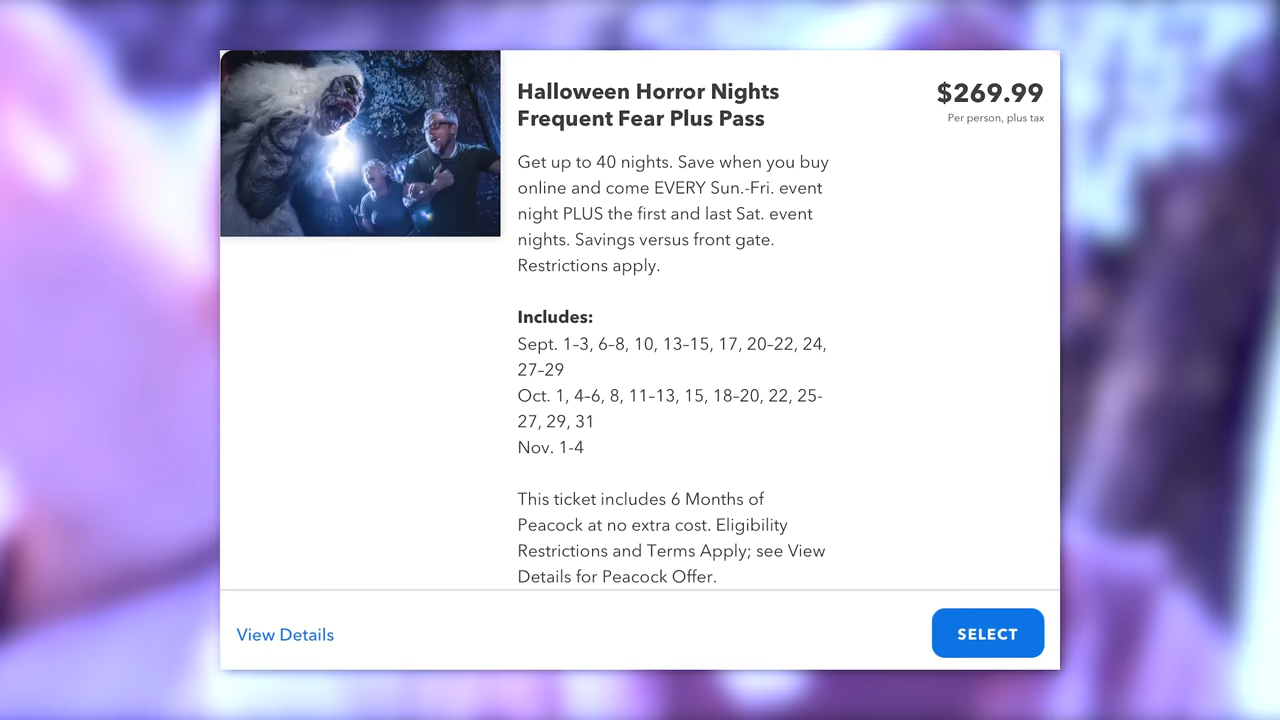 Halloween Horror Nights
Frequent Fear Plus Pass
$269.99
Per person, plus tax
Get up to 40 nights. Save when you buy
online and come EVERY Sun.-Fri. event
night PLUS the first and last Sat. event
nights. Savings versus front gate.
Restrictions apply.
Includes:
Sept. 1–3, 6–8, 10, 13–15, 17, 20–22, 24,
27–29
Oct. 1, 4–6, 8, 11–13, 15, 18–20, 22, 25-
27, 29, 31
Nov. 1-4
This ticket includes 6 Months of
Peacock at no extra cost. Eligibility
Restrictions and Terms Apply; see View
Details for Peacock Offer.
View Details
SELECT